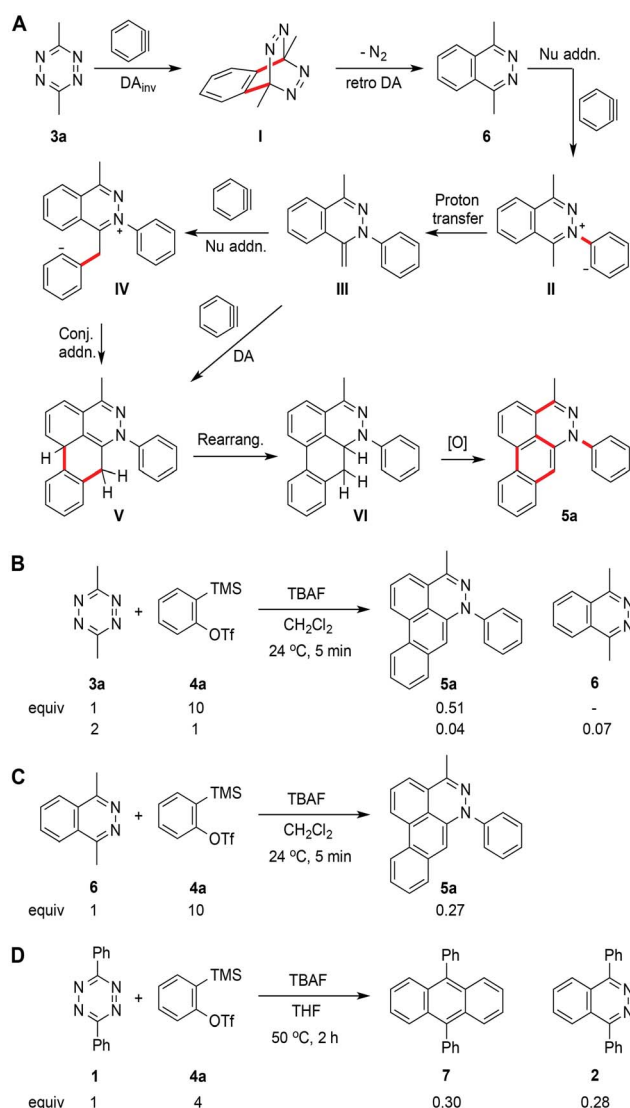 A
N N N N DA_inv 3a
N N N N I
- N₂ retro DA
N N 6
Nu addn.
N N + − II
Proton transfer
N N III
Nu addn.
N N + − IV
Conj. addn.
DA
N N H H H V
Rearrang.
N N H H H VI
[O]
N N 5a
B
N N N N + TMS OTf TBAF CH₂Cl₂ 24 °C, 5 min N N N N
3a 4a 5a 6
equiv 1 10 0.51 -
2 1 0.04 0.07
C
N N + TMS OTf TBAF CH₂Cl₂ 24 °C, 5 min N N
6 4a 5a
equiv 1 10 0.27
D
Ph N N N N Ph + TMS OTf TBAF THF 50 °C, 2 h Ph Ph Ph N N Ph
1 4a 7 2
equiv 1 4 0.30 0.28